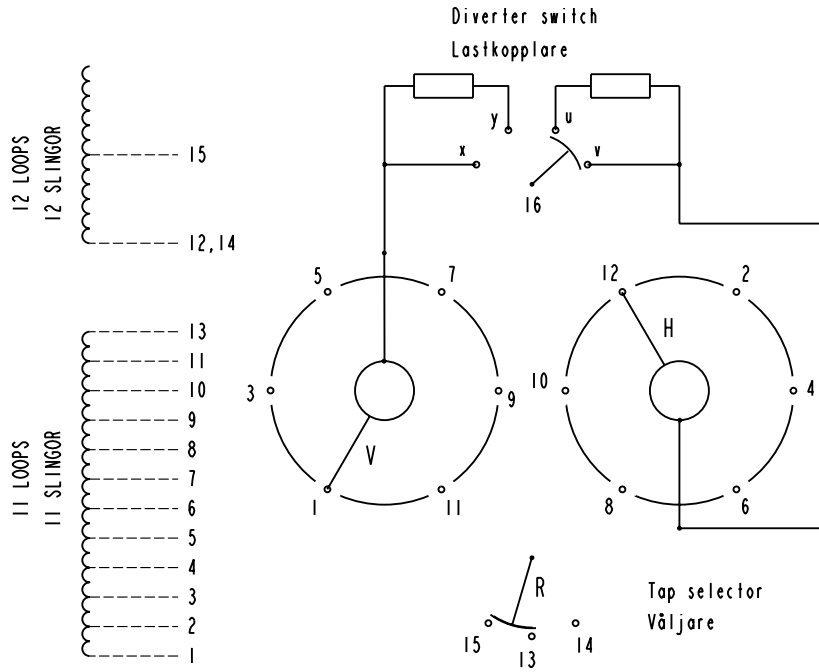 Diverter switch
Lastkopplare
y
u
x
v
16
12 LOOPS
12 SLINGOR
15
12,14
5
7
12
2
H
3
9
10
4
V
1
11
8
6
13
11
10
9
8
7
6
5
4
3
2
1
11 LOOPS
11 SLINGOR
R
15
13
14
Tap selector
Väljare